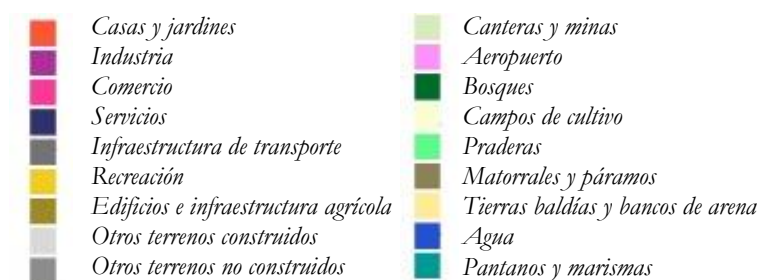 Casas y jardines
Industria
Comercio
Servicios
Infraestructura de transporte
Recreación
Edificios e infraestructura agrícola
Otros terrenos construidos
Otros terrenos no construidos
Canteras y minas
Aeropuerto
Bosques
Campos de cultivo
Praderas
Matorrales y páramos
Tierras baldías y bancos de arena
Agua
Pantanos y marismas